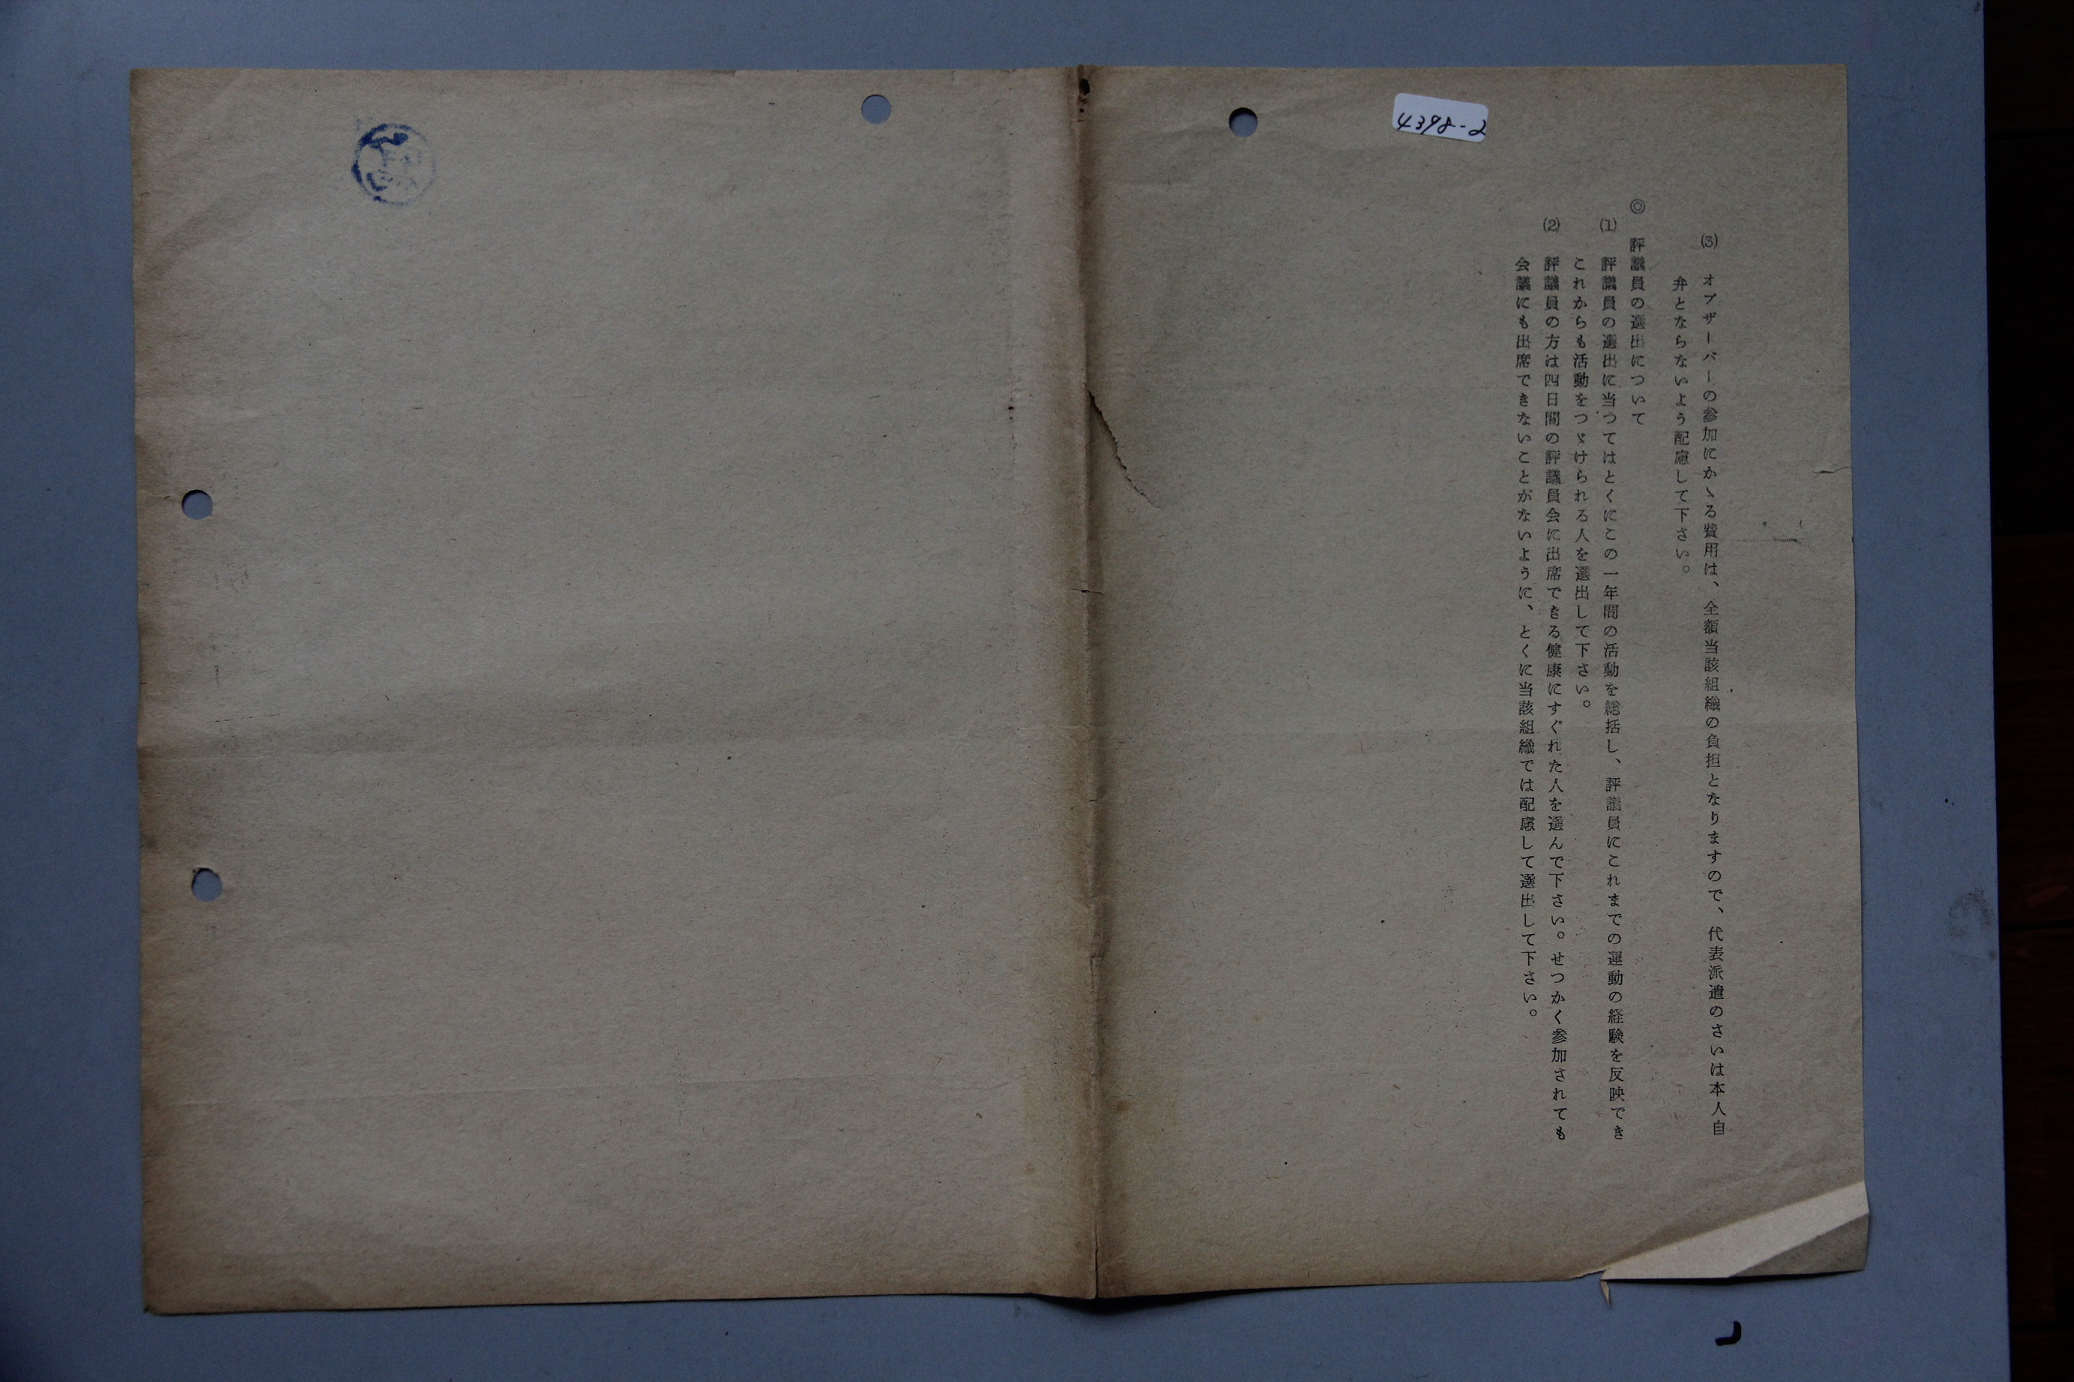 4398-2
(3) オブザーバーの参加にかゝる費用は、全額当該組織の負担となりますので、代表派遣のさいは本人自
弁とならないよう配慮して下さい。
◎ 評議員の選出について
(1) 評議員の選出に当つてはとくにこの一年間の活動を総括し、評議員にこれまでの運動の経験を反映でき
これからも活動をつゞけられる人を選出して下さい。
(2) 評議員の方は四日間の評議員会に出席できる健康にすぐれた人を選んで下さい。せつかく参加されても
会議にも出席できないことがないように、とくに当該組織では配慮して選出して下さい。